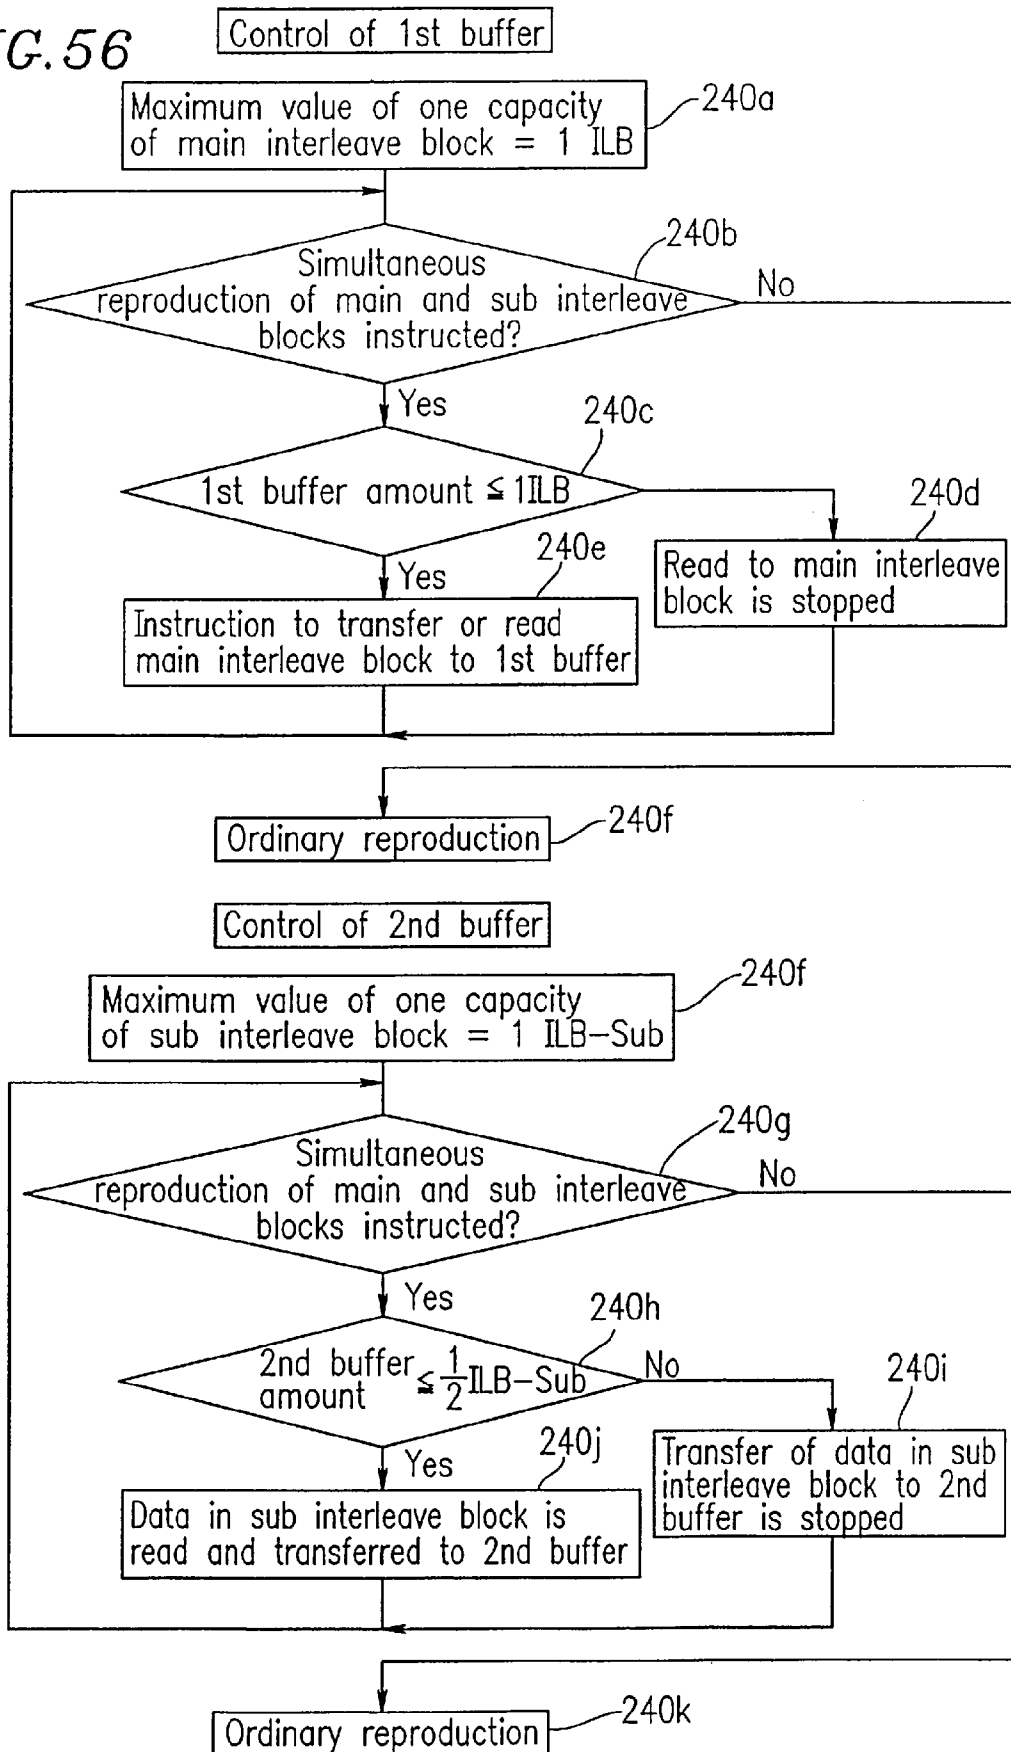 G.56
Control of 1st buffer
Maximum value of one capacity
of main interleave block = 1 ILB
240a
240b
Simultaneous
reproduction of main and sub interleave
blocks instructed?
No
Yes
240c
1st buffer amount ≦ 1ILB
240d
240e
Yes
Read to main interleave
block is stopped
Instruction to transfer or read
main interleave block to 1st buffer
Ordinary reproduction
240f
Control of 2nd buffer
240f
Maximum value of one capacity
of sub interleave block = 1 ILB-Sub
240g
Simultaneous
reproduction of main and sub interleave
blocks instructed?
No
Yes
240h
2nd buffer
amount ≦ 1/2 ILB-Sub
No
240i
240j
Yes
Transfer of data in sub
interleave block to 2nd
buffer is stopped
Data in sub interleave block is
read and transferred to 2nd buffer
240k
Ordinary reproduction